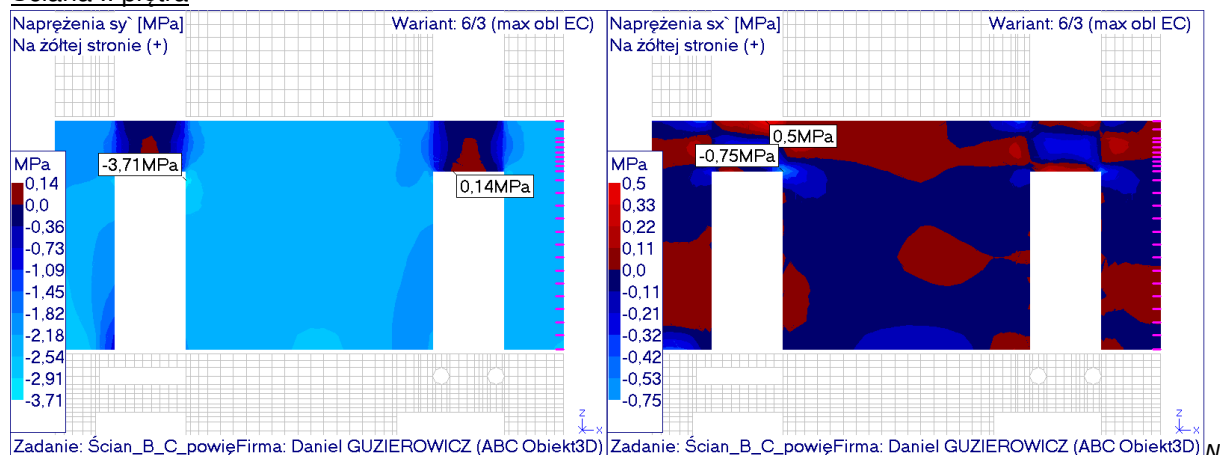 Ściana II piętra
Naprężenia sy` [MPa]
Wariant: 6/3 (max obl EC)
Na żółtej stronie (+)
-3,71MPa
0,14MPa
MPa
0,14
0,0
-0,36
-0,73
-1,09
-1,45
-1,82
-2,18
-2,54
-2,91
-3,71
z
x
Zadanie: Ścian_B_C_powięFirma: Daniel GUZIEROWICZ (ABC Obiekt3D)
Naprężenia sx` [MPa]
Wariant: 6/3 (max obl EC)
Na żółtej stronie (+)
0,5MPa
-0,75MPa
MPa
0,5
0,33
0,22
0,11
0,0
-0,11
-0,21
-0,32
-0,42
-0,53
-0,75
z
x
Zadanie: Ścian_B_C_powięFirma: Daniel GUZIEROWICZ (ABC Obiekt3D)
N